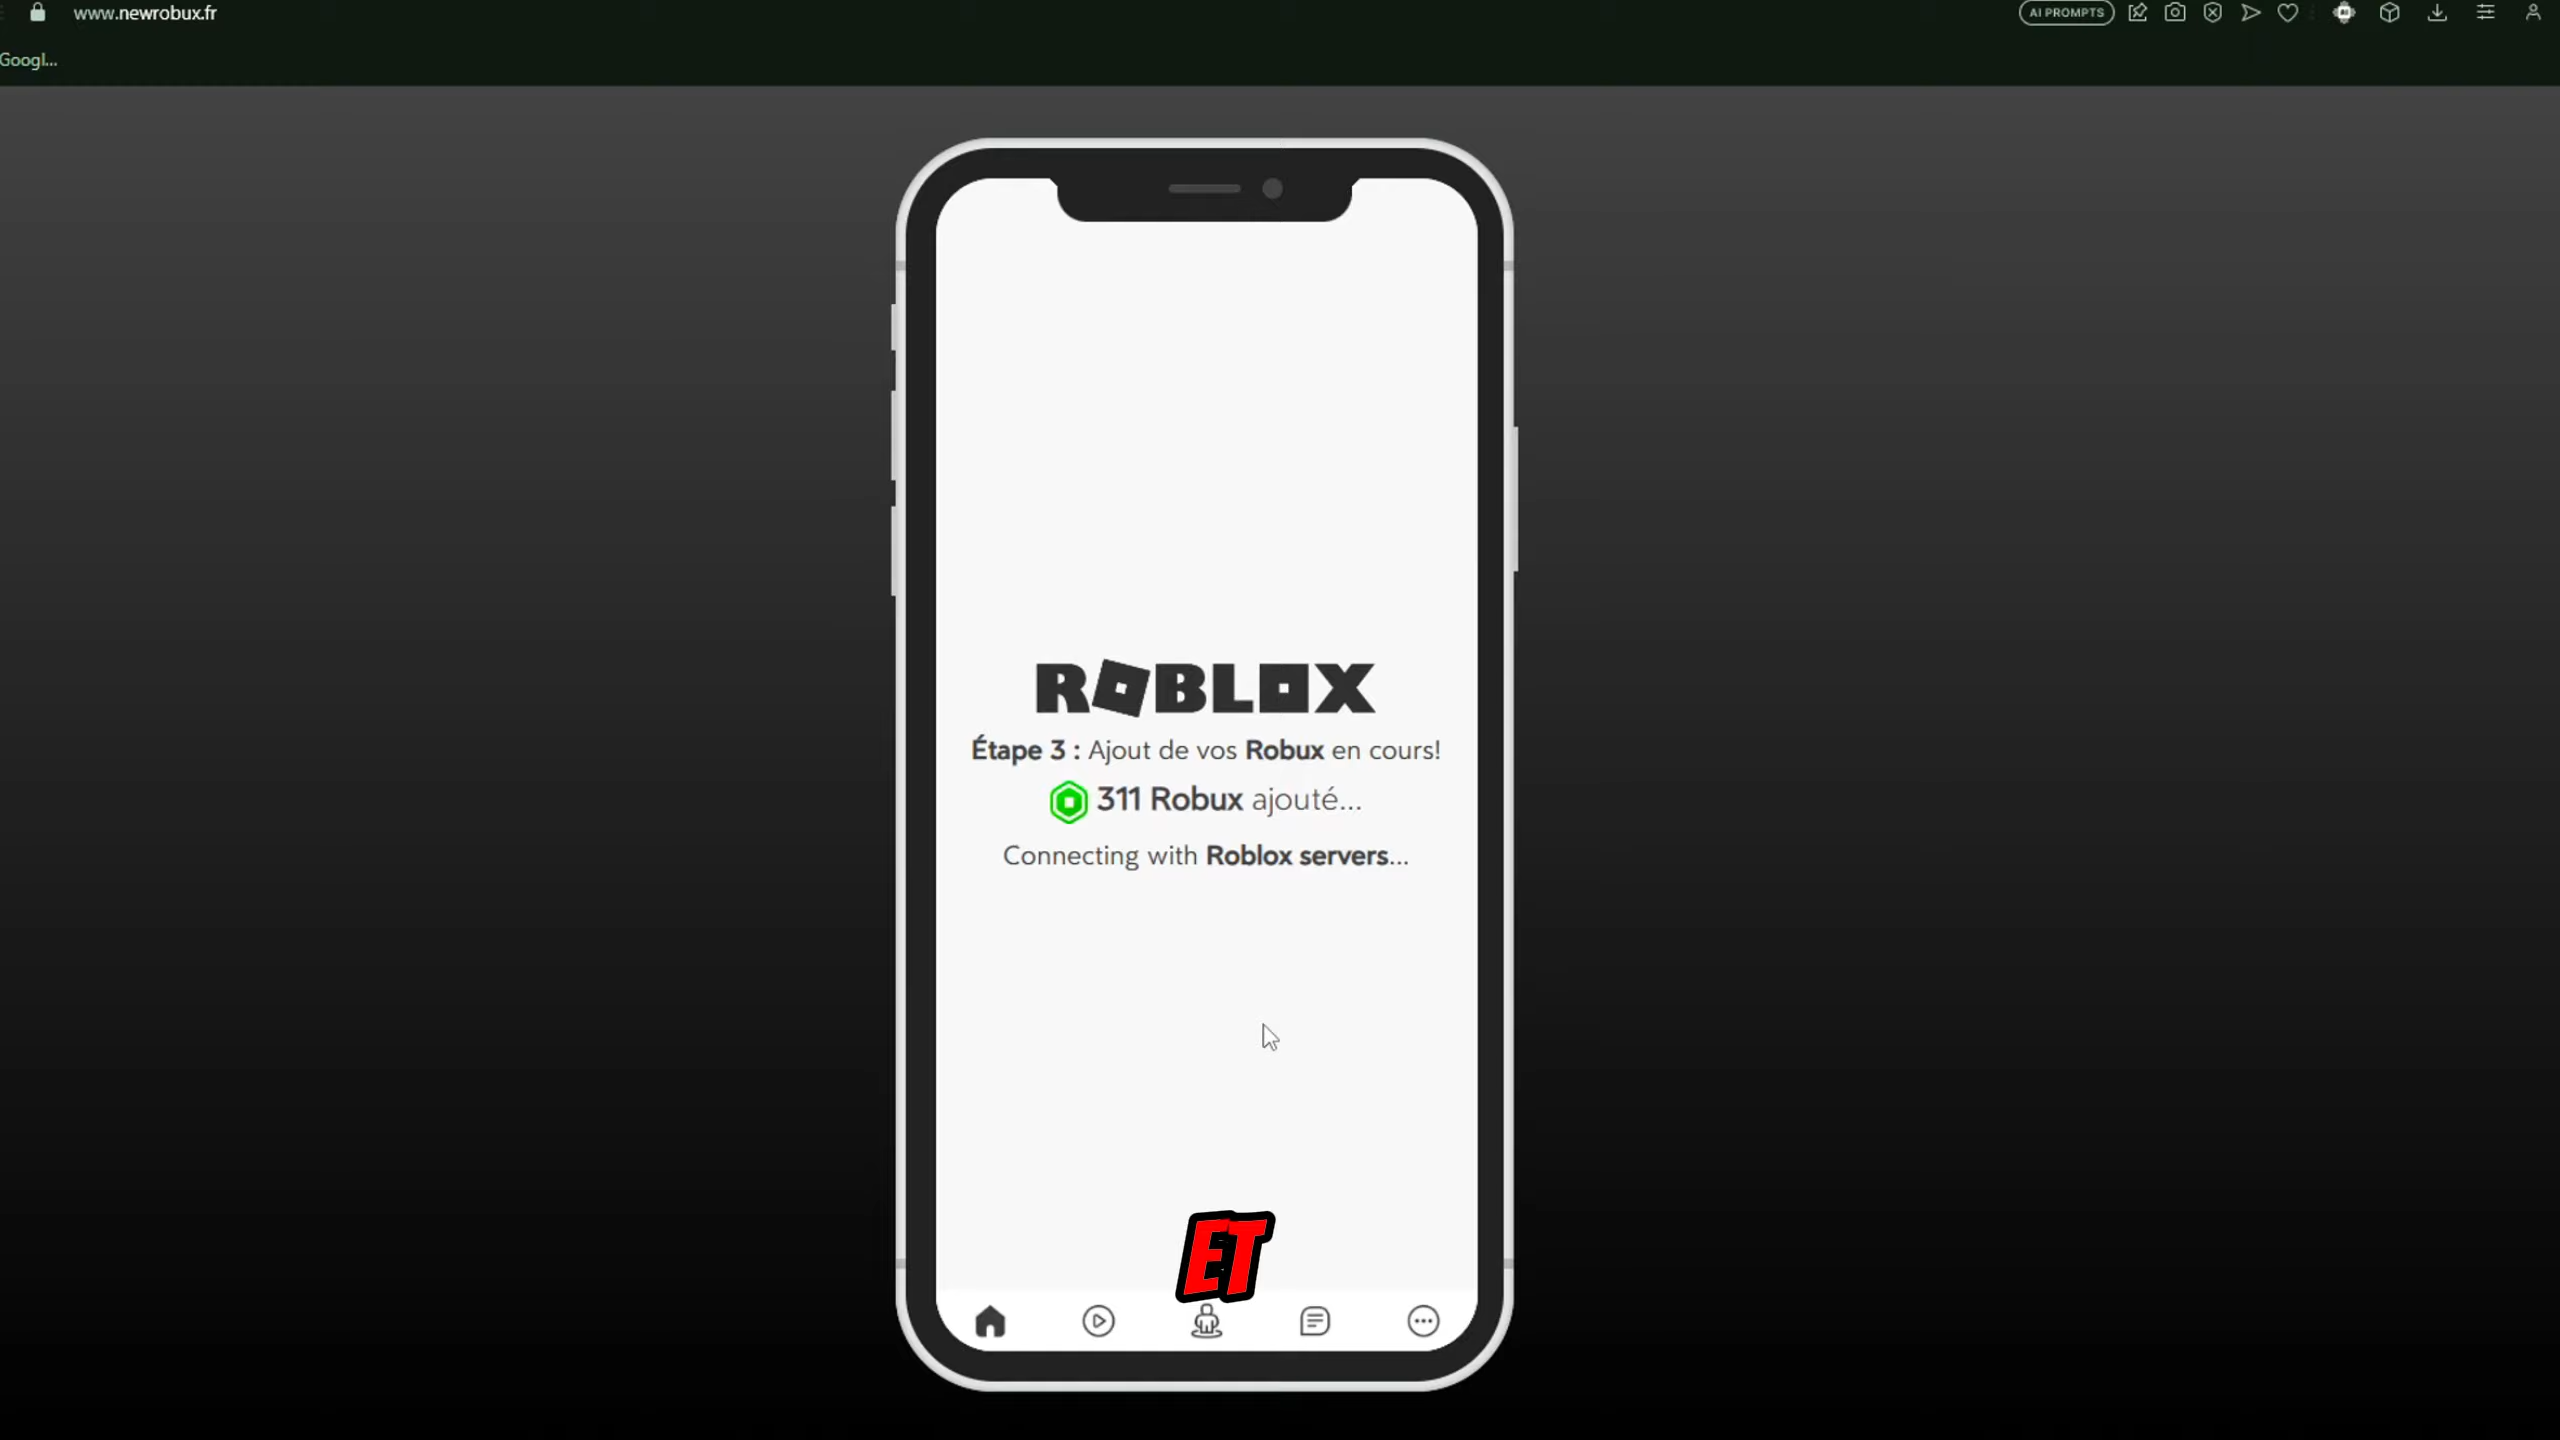 www.newrobux.fr
AI PROMPTS
Googl...
ROBLOX
Étape 3 : Ajout de vos Robux en cours!
311 Robux ajouté...
Connecting with Roblox servers...
ET